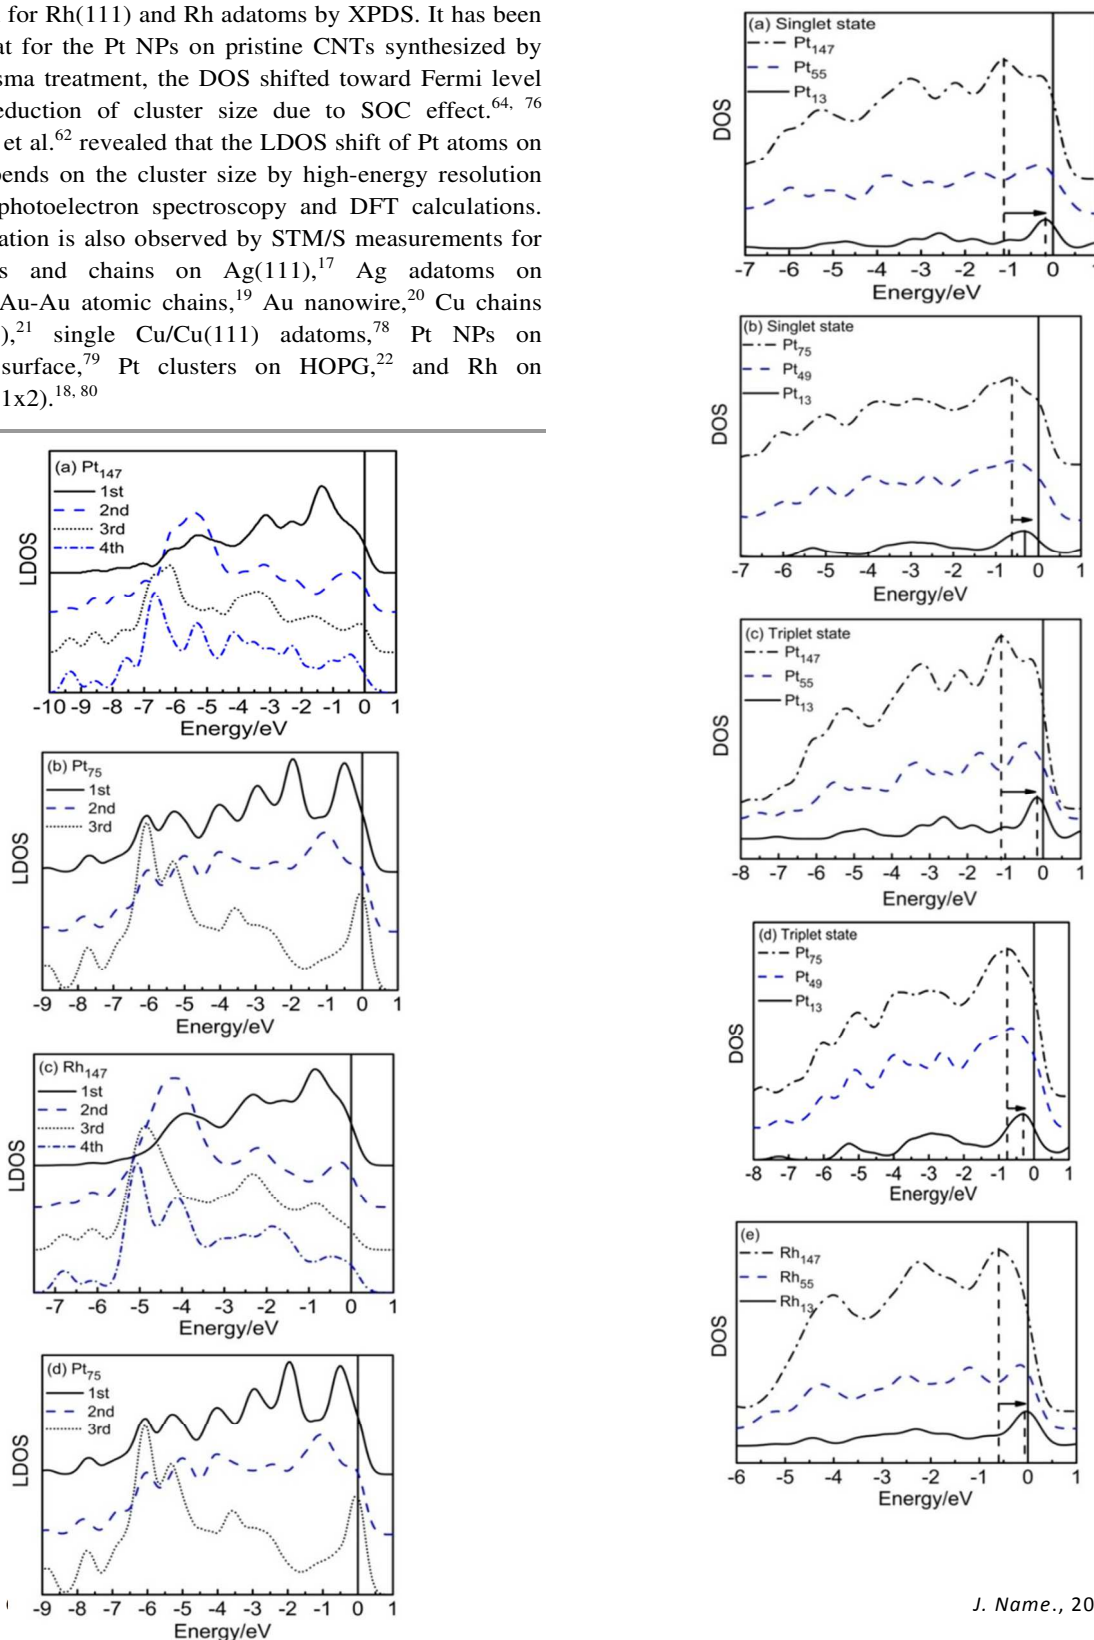 for Rh(111) and Rh adatoms by XPDS. It has been
at for the Pt NPs on pristine CNTs synthesized by
sma treatment, the DOS shifted toward Fermi level
eduction of cluster size due to SOC effect.64, 76
et al.62 revealed that the LDOS shift of Pt atoms on
pends on the cluster size by high-energy resolution
photoelectron spectroscopy and DFT calculations.
ation is also observed by STM/S measurements for
s and chains on Ag(111),17 Ag adatoms on
Au-Au atomic chains,19 Au nanowire,20 Cu chains
),21 single Cu/Cu(111) adatoms,78 Pt NPs on
surface,79 Pt clusters on HOPG,22 and Rh on
1x2).18, 80
(a) Pt147
1st
2nd
3rd
4th
LDOS
-10 -9 -8 -7 -6 -5 -4 -3 -2 -1 0 1
Energy/eV
(b) Pt75
1st
2nd
3rd
LDOS
-9 -8 -7 -6 -5 -4 -3 -2 -1 0 1
Energy/eV
(c) Rh147
1st
2nd
3rd
4th
LDOS
-7 -6 -5 -4 -3 -2 -1 0 1
Energy/eV
(d) Pt75
1st
2nd
3rd
LDOS
-9 -8 -7 -6 -5 -4 -3 -2 -1 0 1
Energy/eV
(a) Singlet state
Pt147
Pt55
Pt13
DOS
-7 -6 -5 -4 -3 -2 -1 0 1
Energy/eV
(b) Singlet state
Pt75
Pt49
Pt13
DOS
-7 -6 -5 -4 -3 -2 -1 0 1
Energy/eV
(c) Triplet state
Pt147
Pt55
Pt13
DOS
-8 -7 -6 -5 -4 -3 -2 -1 0 1
Energy/eV
(d) Triplet state
Pt75
Pt49
Pt13
DOS
-8 -7 -6 -5 -4 -3 -2 -1 0 1
Energy/eV
(e)
Rh147
Rh55
Rh13
DOS
-6 -5 -4 -3 -2 -1 0 1
Energy/eV
J. Name., 20